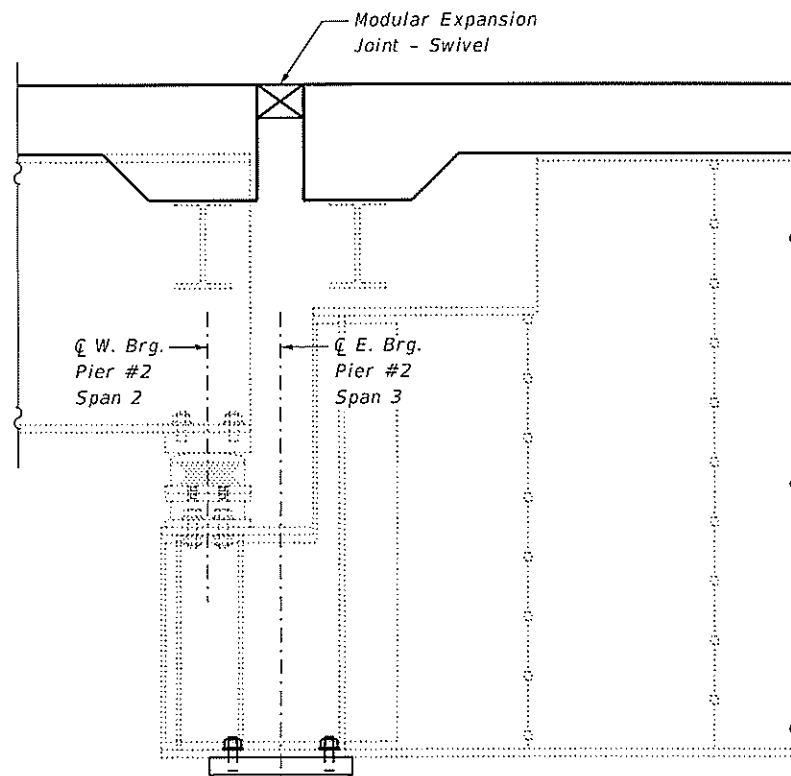 Modular Expansion
Joint - Swivel
℄ W. Brg.
Pier #2
Span 2
℄ E. Brg.
Pier #2
Span 3